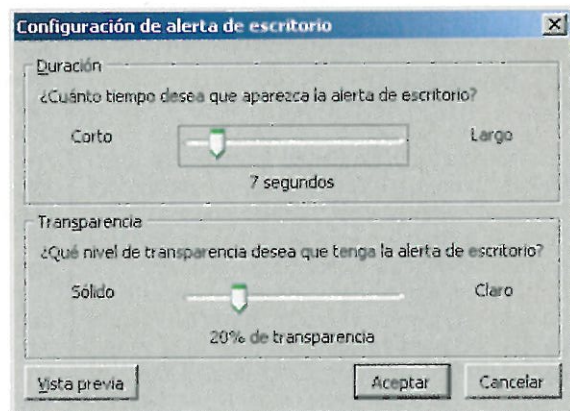 Configuración de alerta de escritorio
Duración
¿Cuánto tiempo desea que aparezca la alerta de escritorio?
Corto Largo
7 segundos
Transparencia
¿Qué nivel de transparencia desea que tenga la alerta de escritorio?
Sólido Claro
20% de transparencia
Vista previa Aceptar Cancelar